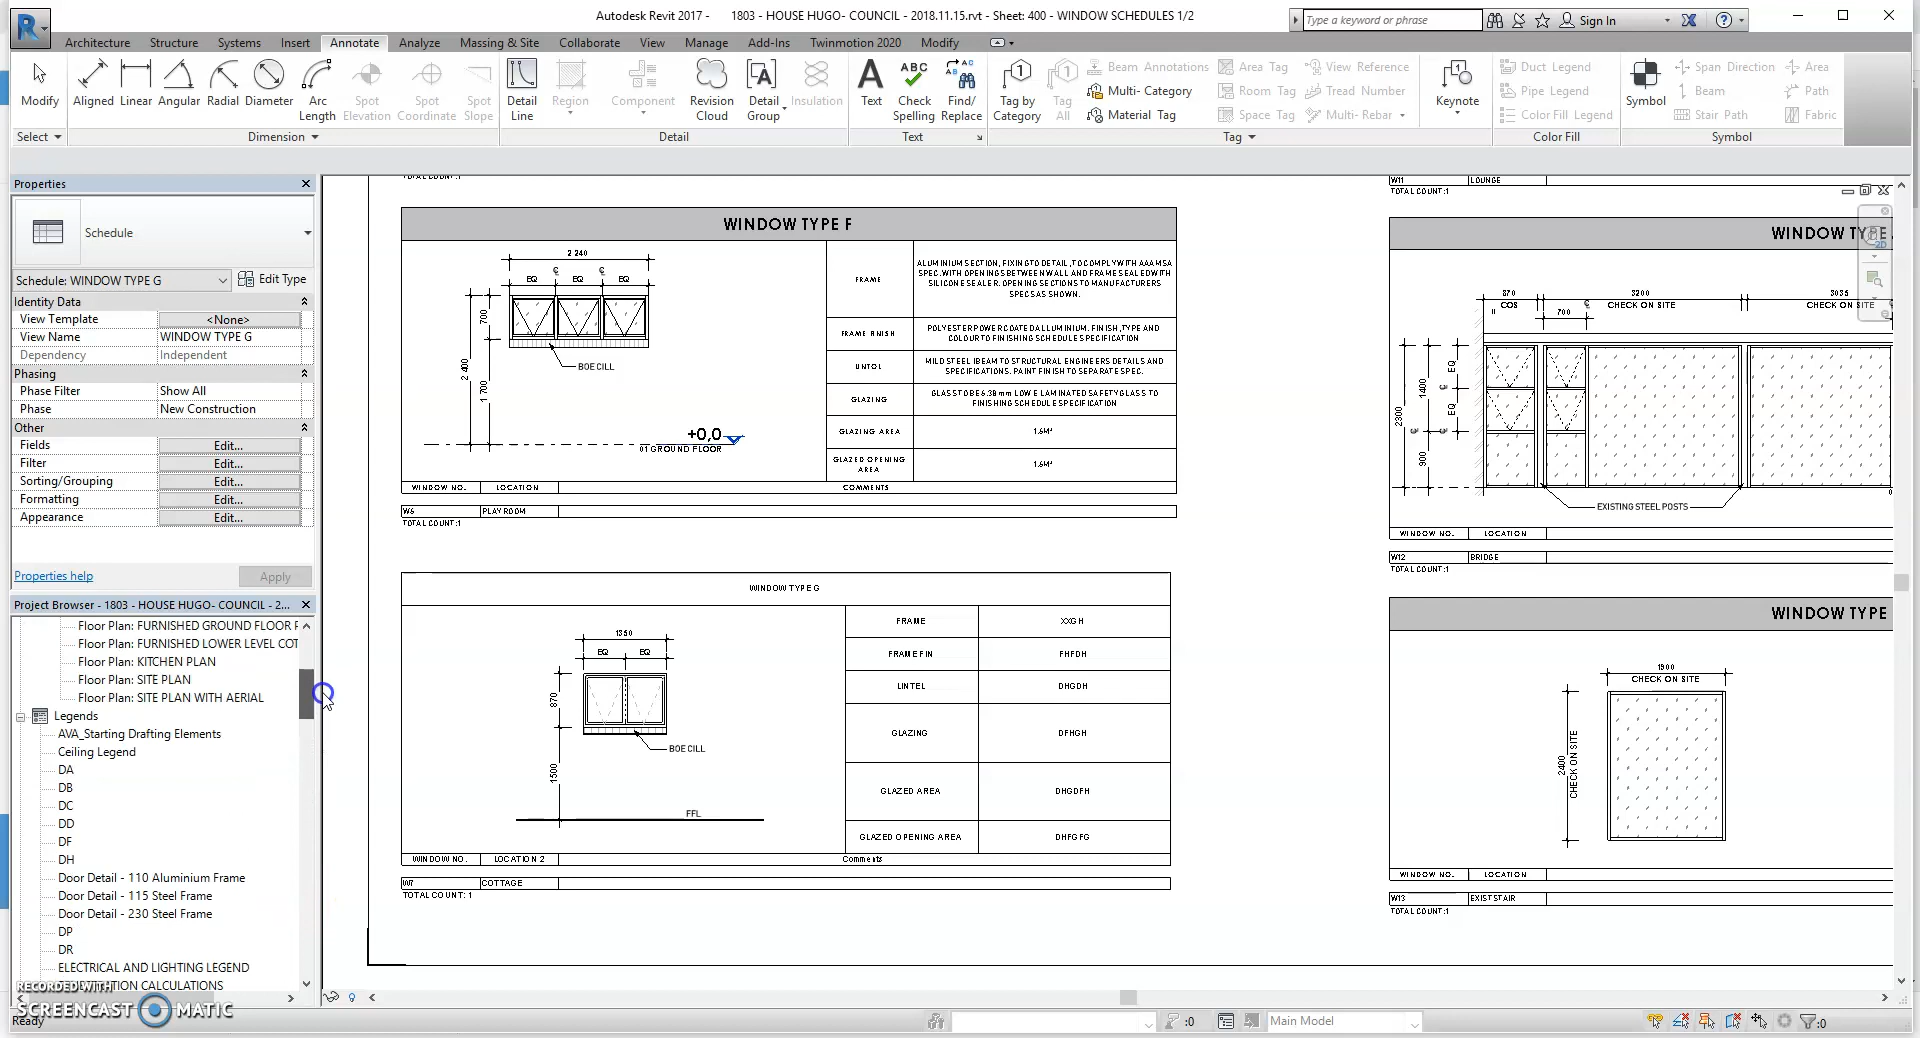 Autodesk Revit 2017 - 1803 - HOUSE HUGO- COUNCIL - 2018.11.15.rvt - Sheet: 400 - WINDOW SCHEDULES 1/2
Type a keyword or phrase
Sign In
Architecture Structure Systems Insert Annotate Analyze Massing & Site Collaborate View Manage Add-Ins Twinmotion 2020 Modify
Modify
Aligned Linear Angular Radial Diameter Arc Length Spot Elevation Spot Coordinate Spot Slope
Detail Line Region Component Revision Cloud Detail Group Insulation
Text Check Spelling Find/ Replace
Tag by Category Tag All
Beam Annotations Area Tag View Reference
Multi- Category Room Tag Tread Number
Material Tag Space Tag Multi- Rebar
Keynote
Duct Legend
Pipe Legend
Color Fill Legend
Symbol
Span Direction Area
Beam Path
Stair Path Fabric
Select Dimension Detail Text Tag Color Fill Symbol
Properties
Schedule
Schedule: WINDOW TYPE G Edit Type
Identity Data
View Template <None>
View Name WINDOW TYPE G
Dependency Independent
Phasing
Phase Filter Show All
Phase New Construction
Other
Fields Edit...
Filter Edit...
Sorting/Grouping Edit...
Formatting Edit...
Appearance Edit...
Properties help Apply
Project Browser - 1803 - HOUSE HUGO- COUNCIL - 2...
Floor Plan: FURNISHED GROUND FLOOR
Floor Plan: FURNISHED LOWER LEVEL COT
Floor Plan: KITCHEN PLAN
Floor Plan: SITE PLAN
Floor Plan: SITE PLAN WITH AERIAL
Legends
AVA_Starting Drafting Elements
Ceiling Legend
DA
DB
DC
DD
DF
DH
Door Detail - 110 Aluminium Frame
Door Detail - 115 Steel Frame
Door Detail - 230 Steel Frame
DP
DR
ELECTRICAL AND LIGHTING LEGEND
TION CALCULATIONS
RECORDED WITH
SCREENCAST MATIC
Ready
TOTAL COUNT:1
WINDOW TYPE F
2 240
EQ EQ EQ
700
2 400
1 700
BOE CILL
+0,0
01 GROUND FLOOR
FRAME
ALUMINIUM SECTION, FIXING TO DETAIL, TO COMPLY WITH AAAMSA
SPEC. WITH OPENINGS BETWEEN WALL AND FRAME SEALED WITH
SILICONE SEALER. OPENING SECTIONS TO MANUFACTURERS
SPECS AS SHOWN.
FRAME FINISH
POLYESTER POWER COATED ALLUMINIUM. FINISH, TYPE AND
COLOUR TO FINISHING SCHEDULE SPECIFICATION
LINTOL
MILD STEEL I BEAM TO STRUCTURAL ENGINEERS DETAILS AND
SPECIFICATIONS. PAINT FINISH TO SEPARATE SPEC.
GLAZING
GLASS TO BE 6.38 mm LOW E LAMINATED SAFETY GLASS TO
FINISHING SCHEDULE SPECIFICATION
GLAZING AREA 1.6M²
GLAZED OPENING AREA 1.6M²
WINDOW NO. LOCATION COMMENTS
W6 PLAY ROOM
TOTAL COUNT:1
WINDOW TYPE G
1350
EQ EQ
870
1500
BOE CILL
FFL
FRAME XXGH
FRAME FIN FHFDH
LINTEL DHGDH
GLAZING DFHGH
GLAZED AREA DHGDFH
GLAZED OPENING AREA DHFGFG
WINDOW NO. LOCATION 2 Comments
W7 COTTAGE
TOTAL COUNT: 1
W11 LOUNGE
TOTAL COUNT:1
WINDOW TYPE
2D
870 3200 3035
COS CHECK ON SITE CHECK ON SITE
700
EQ
EQ
1400
2300
900
EXISTING STEEL POSTS
WINDOW NO. LOCATION
W12 BRIDGE
TOTAL COUNT:1
WINDOW TYPE
1900
CHECK ON SITE
2400
CHECK ON SITE
WINDOW NO. LOCATION
W13 EXIST STAIR
TOTAL COUNT:1
:0 Main Model :0